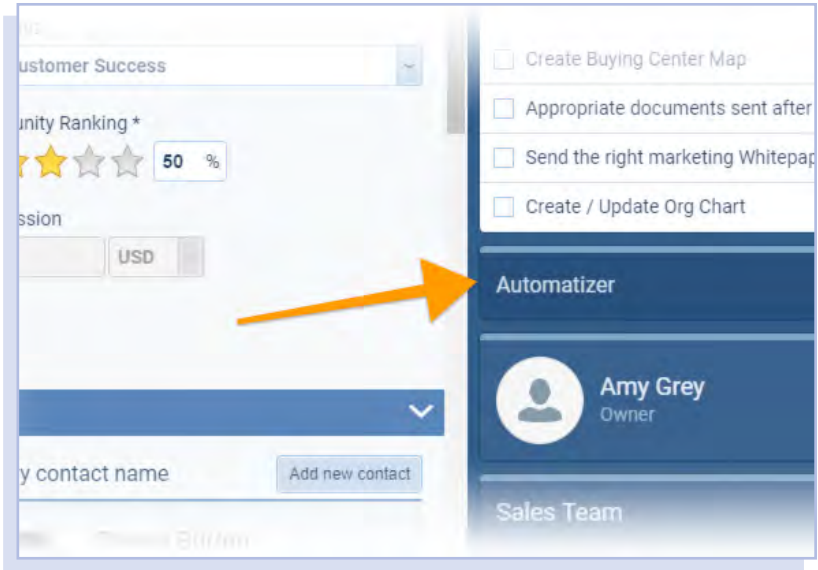 ustomer Success
unity Ranking *
50 %
ssion
USD
y contact name
Add new contact
Create Buying Center Map
Appropriate documents sent after
Send the right marketing Whitepap
Create / Update Org Chart
Automatizer
Amy Grey
Owner
Sales Team